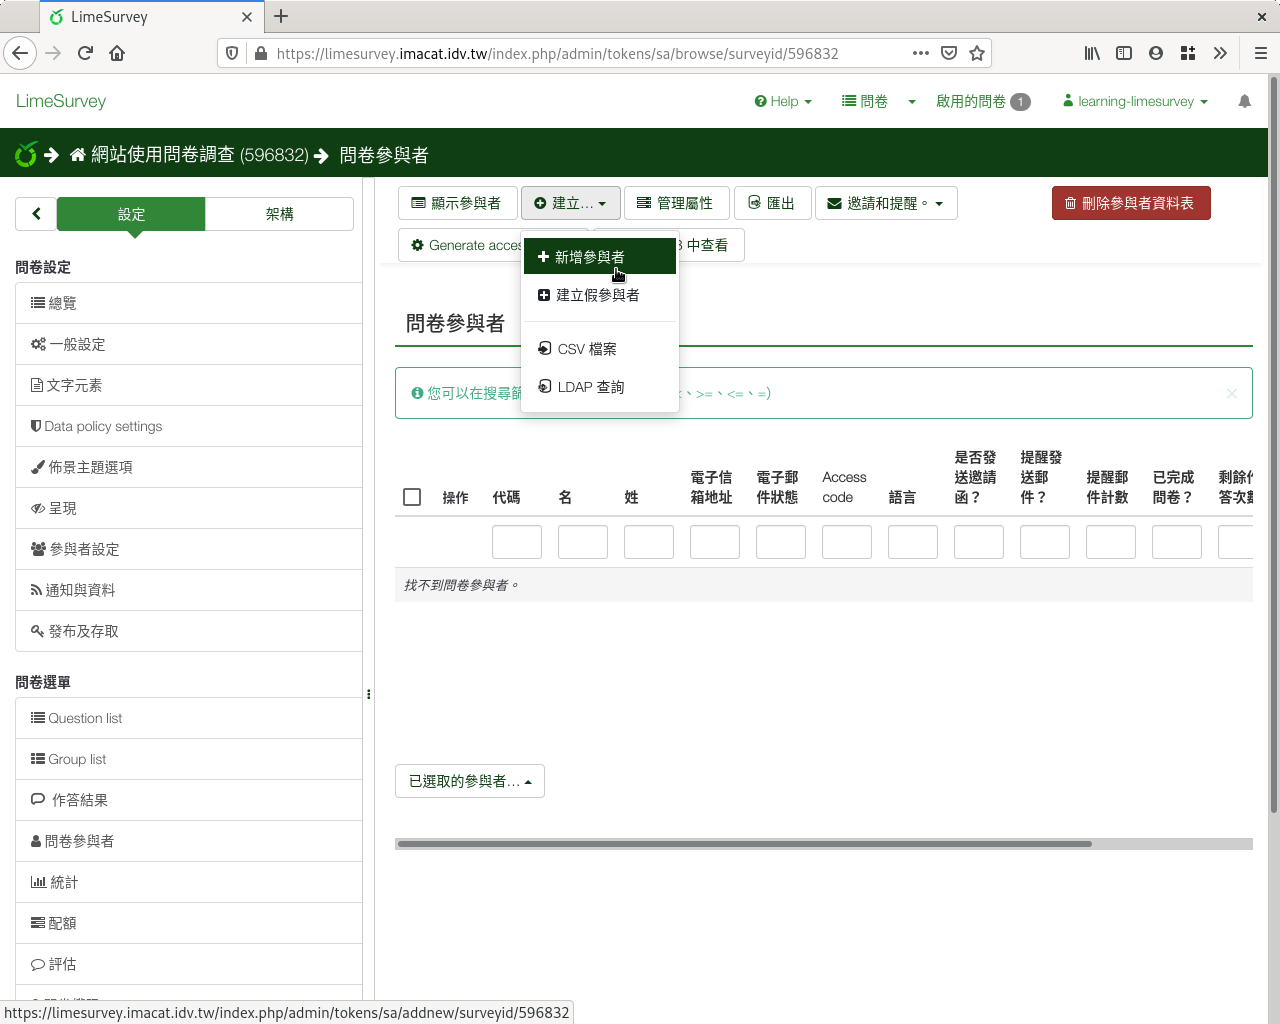 LimeSurvey
https://limesurvey.imacat.idv.tw/index.php/admin/tokens/sa/browse/surveyid/596832
LimeSurvey
Help
問卷
啟用的問卷 1
learning-limesurvey
網站使用問卷調查 (596832)
問卷參與者
設定
架構
顯示參與者
建立...
管理屬性
匯出
邀請和提醒。
刪除參與者資料表
Generate acces
中查看
新增參與者
建立假參與者
CSV 檔案
LDAP 查詢
問卷設定
總覽
一般設定
文字元素
Data policy settings
佈景主題選項
呈現
參與者設定
通知與資料
發布及存取
問卷選單
Question list
Group list
作答結果
問卷參與者
統計
配額
評估
問卷參與者
您可以在搜尋篩
、>=、<=、=)
操作
代碼
名
姓
電子信箱地址
電子郵件狀態
Access code
語言
是否發送邀請函？
提醒發送郵件？
提醒郵件計數
已完成問卷？
剩餘
答次
找不到問卷參與者。
已選取的參與者...
https://limesurvey.imacat.idv.tw/index.php/admin/tokens/sa/addnew/surveyid/596832